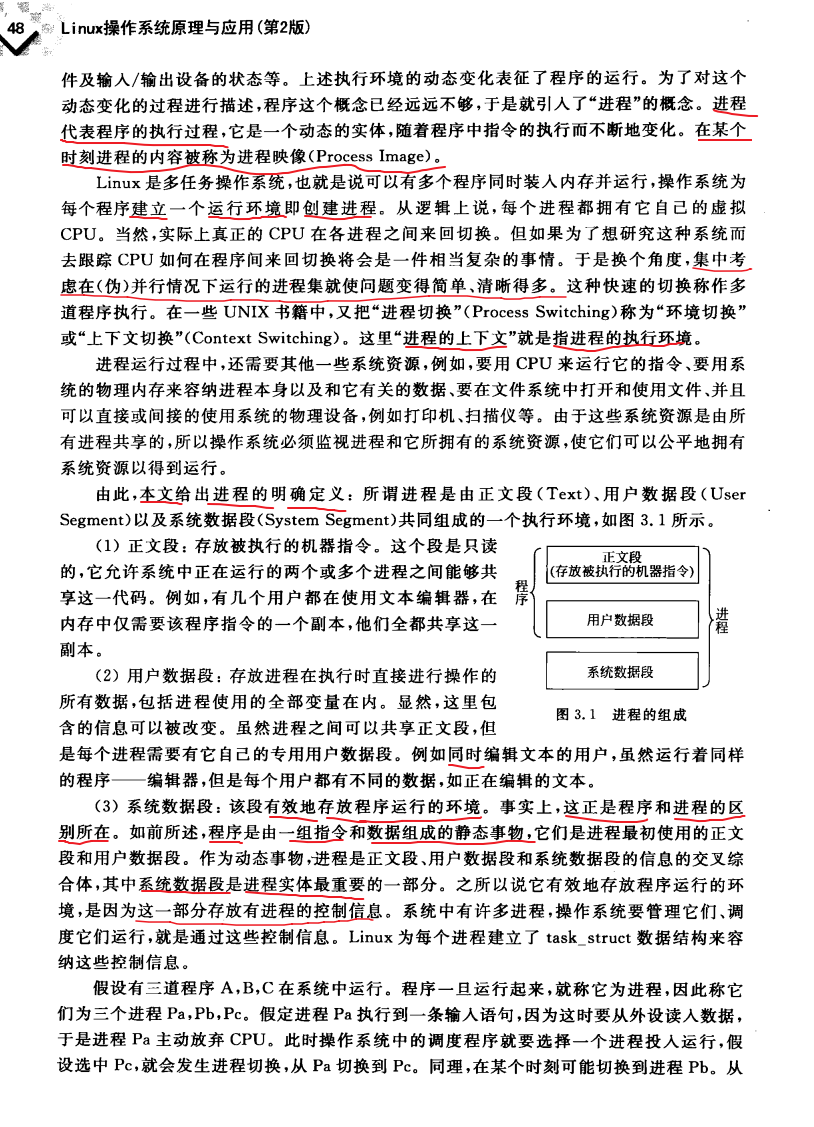 48 Linux操作系统原理与应用(第2版)
件及输入/输出设备的状态等。上述执行环境的动态变化表征了程序的运行。为了对这个
动态变化的过程进行描述,程序这个概念已经远远不够,于是就引入了“进程”的概念。进程
代表程序的执行过程,它是一个动态的实体,随着程序中指令的执行而不断地变化。在某个
时刻进程的内容被称为进程映像(Process Image)。
Linux 是多任务操作系统,也就是说可以有多个程序同时装入内存并运行,操作系统为
每个程序建立一个运行环境即创建进程。从逻辑上说,每个进程都拥有它自己的虚拟
CPU。当然,实际上真正的 CPU 在各进程之间来回切换。但如果为了想研究这种系统而
去跟踪 CPU 如何在程序间来回切换将会是一件相当复杂的事情。于是换个角度,集中考
虑在(伪)并行情况下运行的进程集就使问题变得简单、清晰得多。这种快速的切换称作多
道程序执行。在一些 UNIX 书籍中,又把“进程切换”(Process Switching)称为“环境切换”
或“上下文切换”(Context Switching)。这里“进程的上下文”就是指进程的执行环境。
进程运行过程中,还需要其他一些系统资源,例如,要用 CPU 来运行它的指令、要用系
统的物理内存来容纳进程本身以及和它有关的数据、要在文件系统中打开和使用文件、并且
可以直接或间接的使用系统的物理设备,例如打印机、扫描仪等。由于这些系统资源是由所
有进程共享的,所以操作系统必须监视进程和它所拥有的系统资源,使它们可以公平地拥有
系统资源以得到运行。
由此,本文给出进程的明确定义：所谓进程是由正文段(Text)、用户数据段(User
Segment)以及系统数据段(System Segment)共同组成的一个执行环境,如图 3.1 所示。
(1) 正文段：存放被执行的机器指令。这个段是只读
的,它允许系统中正在运行的两个或多个进程之间能够共
享这一代码。例如,有几个用户都在使用文本编辑器,在
内存中仅需要该程序指令的一个副本,他们全都共享这一
副本。
(2) 用户数据段：存放进程在执行时直接进行操作的
所有数据,包括进程使用的全部变量在内。显然,这里包
含的信息可以被改变。虽然进程之间可以共享正文段,但
正文段
(存放被执行的机器指令)
程序
用户数据段
进程
系统数据段
图 3.1 进程的组成
是每个进程需要有它自己的专用用户数据段。例如同时编辑文本的用户,虽然运行着同样
的程序——编辑器,但是每个用户都有不同的数据,如正在编辑的文本。
(3) 系统数据段：该段有效地存放程序运行的环境。事实上,这正是程序和进程的区
别所在。如前所述,程序是由一组指令和数据组成的静态事物,它们是进程最初使用的正文
段和用户数据段。作为动态事物,进程是正文段、用户数据段和系统数据段的信息的交叉综
合体,其中系统数据段是进程实体最重要的一部分。之所以说它有效地存放程序运行的环
境,是因为这一部分存放有进程的控制信息。系统中有许多进程,操作系统要管理它们、调
度它们运行,就是通过这些控制信息。Linux 为每个进程建立了 task_struct 数据结构来容
纳这些控制信息。
假设有三道程序 A,B,C 在系统中运行。程序一旦运行起来,就称它为进程,因此称它
们为三个进程 Pa,Pb,Pc。假定进程 Pa 执行到一条输入语句,因为这时要从外设读入数据,
于是进程 Pa 主动放弃 CPU。此时操作系统中的调度程序就要选择一个进程投入运行,假
设选中 Pc,就会发生进程切换,从 Pa 切换到 Pc。同理,在某个时刻可能切换到进程 Pb。从